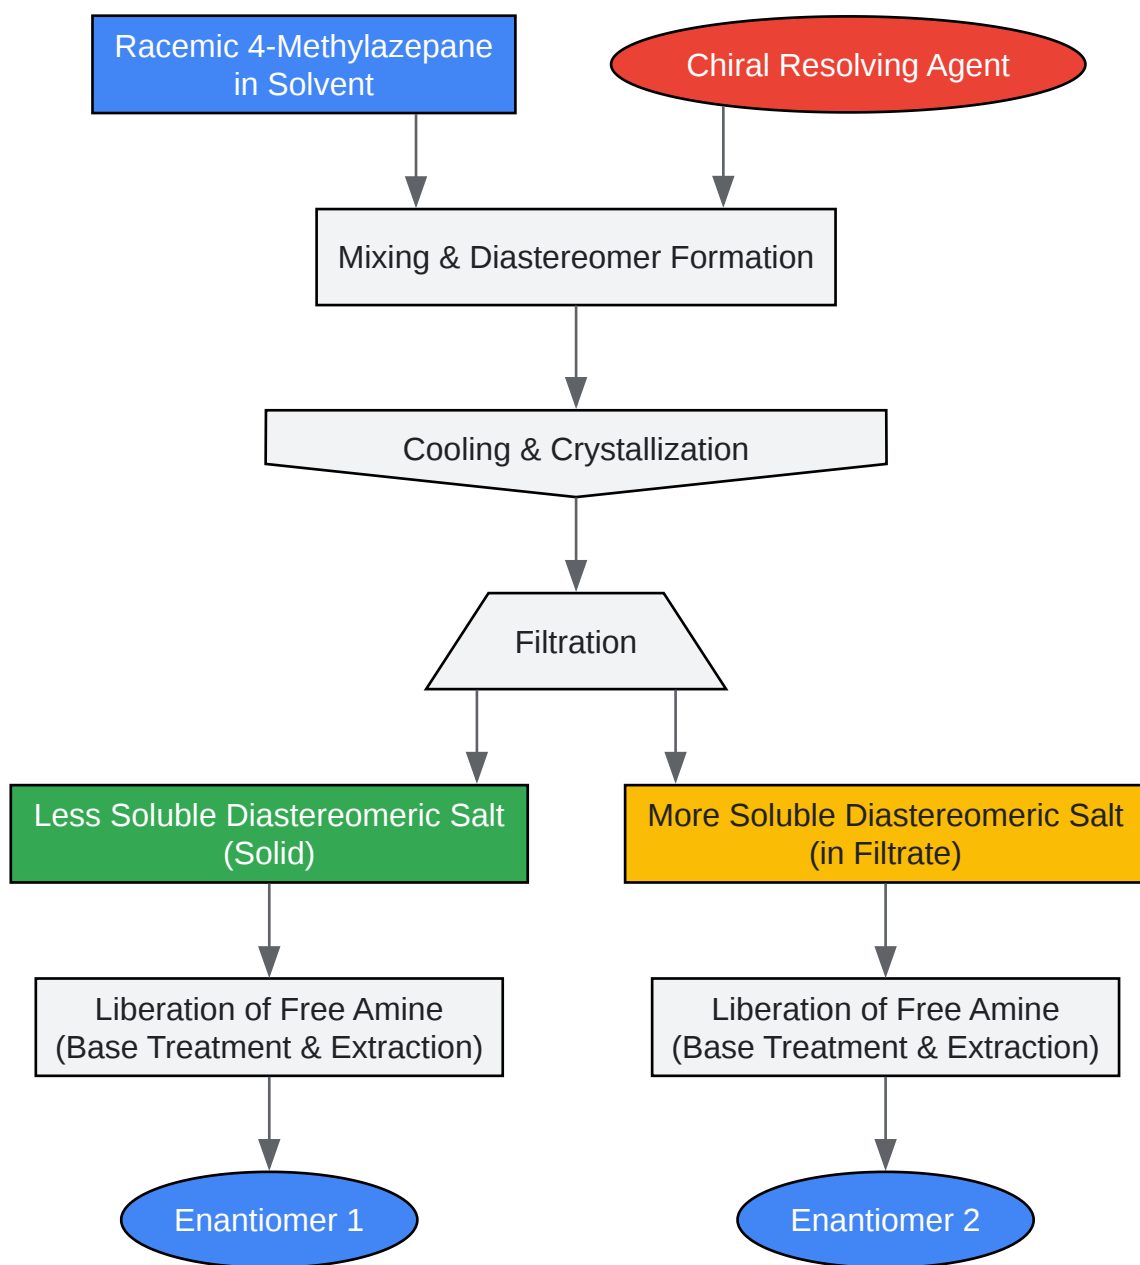 Racemic 4-Methylazepane
in Solvent
Chiral Resolving Agent
Mixing & Diastereomer Formation
Cooling & Crystallization
Filtration
Less Soluble Diastereomeric Salt
(Solid)
More Soluble Diastereomeric Salt
(in Filtrate)
Liberation of Free Amine
(Base Treatment & Extraction)
Liberation of Free Amine
(Base Treatment & Extraction)
Enantiomer 1
Enantiomer 2